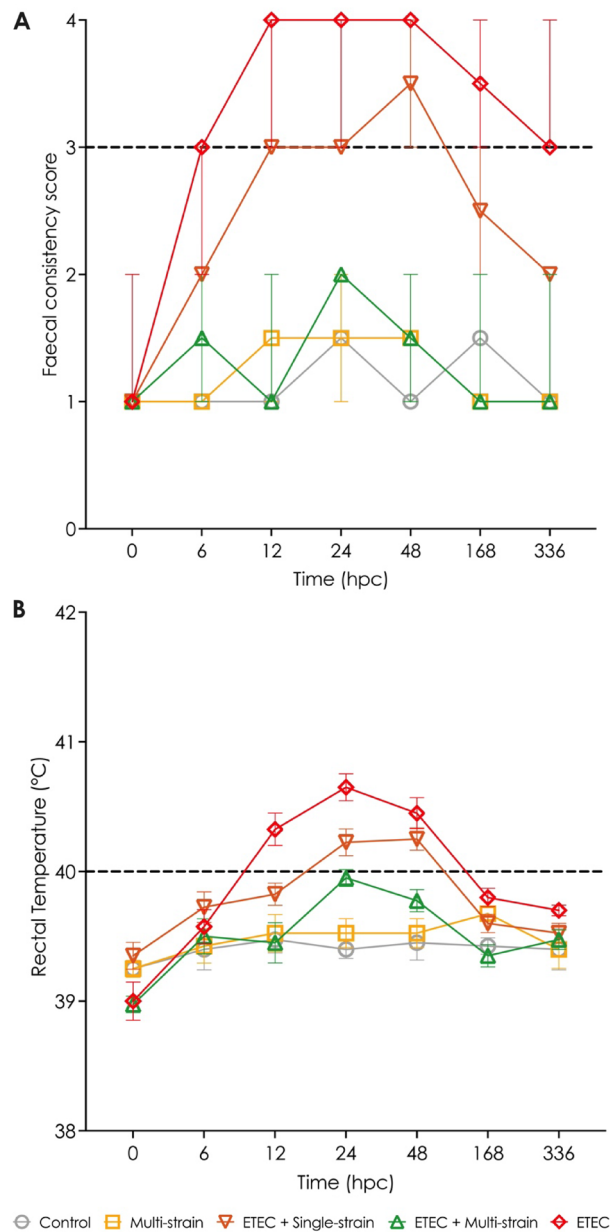 A
4
3
2
1
0
Faecal consistency score
0 6 12 24 48 168 336
Time (hpc)
B
42
41
40
39
38
Rectal Temperature (°C)
0 6 12 24 48 168 336
Time (hpc)
Control Multi-strain ETEC + Single-strain ETEC + Multi-strain ETEC